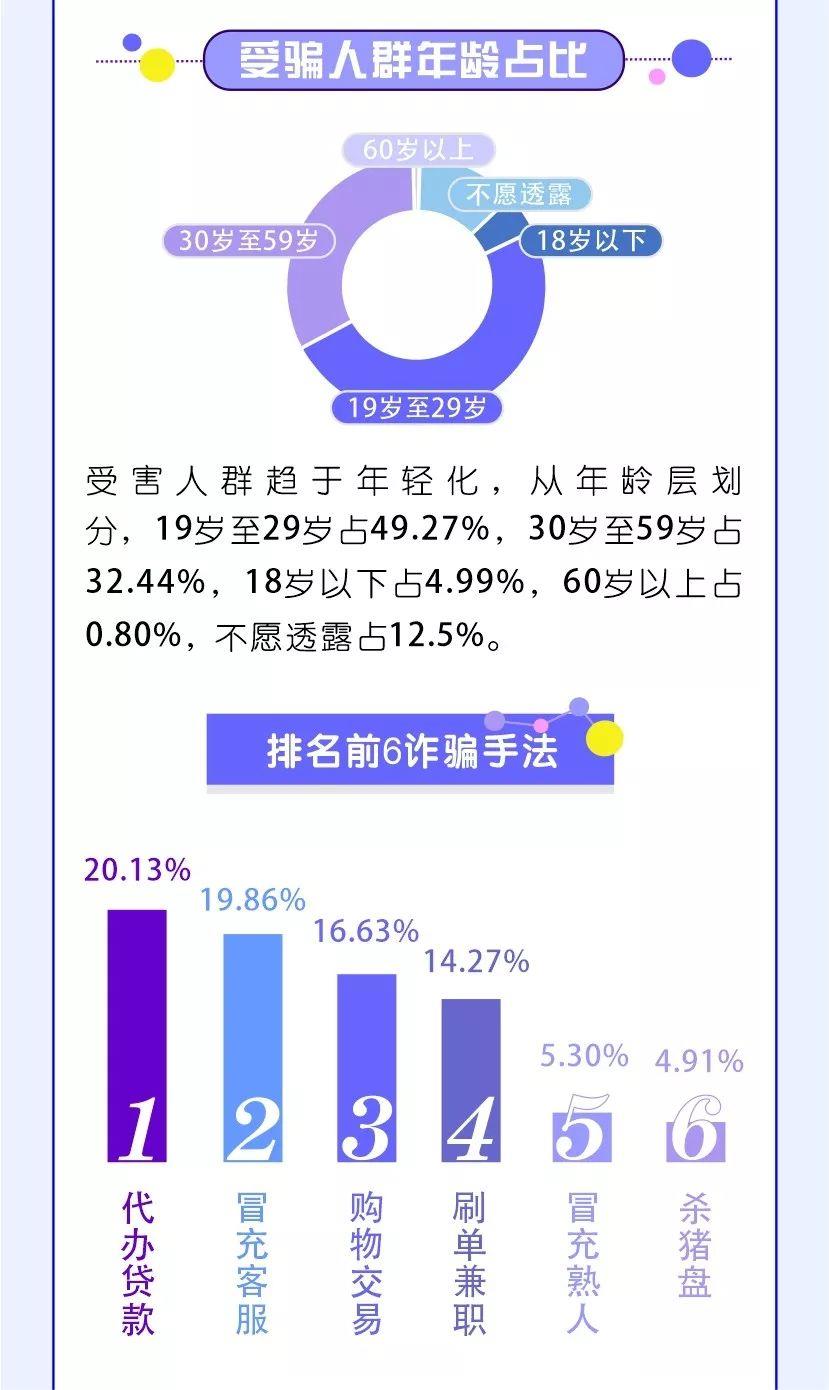 受骗人群年龄占比
60岁以上
不愿透露
30岁至59岁
18岁以下
19岁至29岁
受害人群趋于年轻化，从年龄层划
分，19岁至29岁占49.27%，30岁至59岁占
32.44%，18岁以下占4.99%，60岁以上占
0.80%，不愿透露占12.5%。
排名前6诈骗手法
20.13%
19.86%
16.63%
14.27%
5.30%
4.91%
1
2
3
4
5
6
代办贷款
冒充客服
购物交易
刷单兼职
冒充熟人
杀猪盘